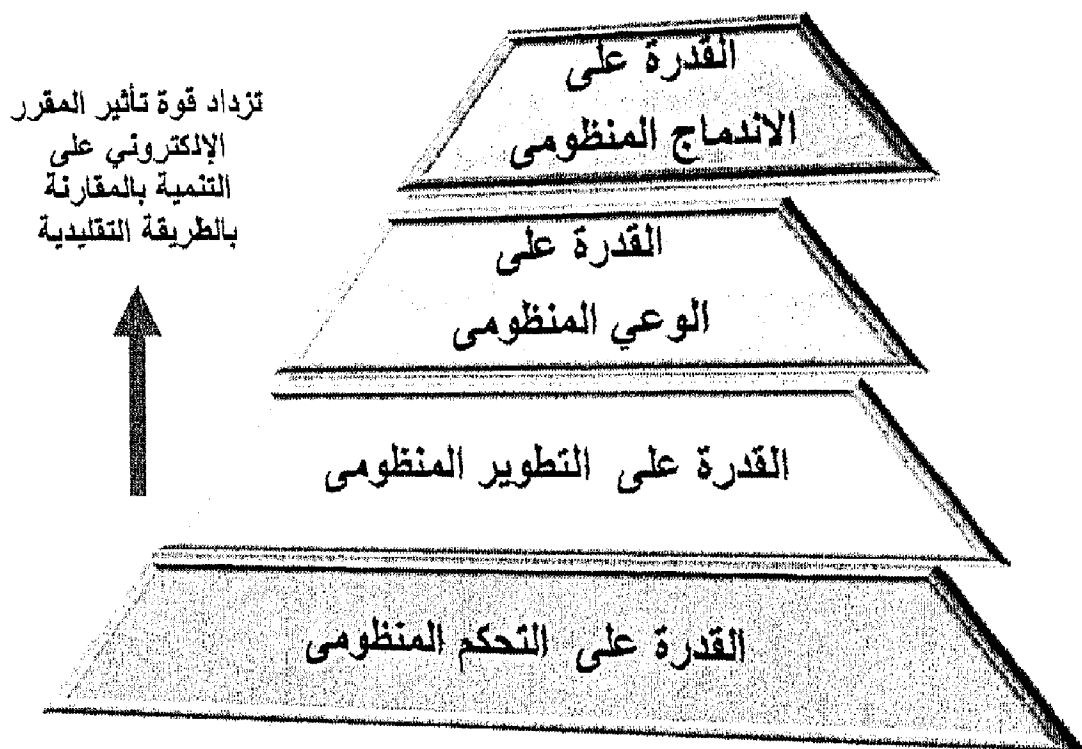 القدرة على
الاندماج المنظومى
تزداد قوة تأثير المقرر
الإلكتروني على
التنمية بالمقارنة
بالطريقة التقليدية
القدرة على
الوعي المنظومى
القدرة على التطوير المنظومى
القدرة على التحكم المنظومى